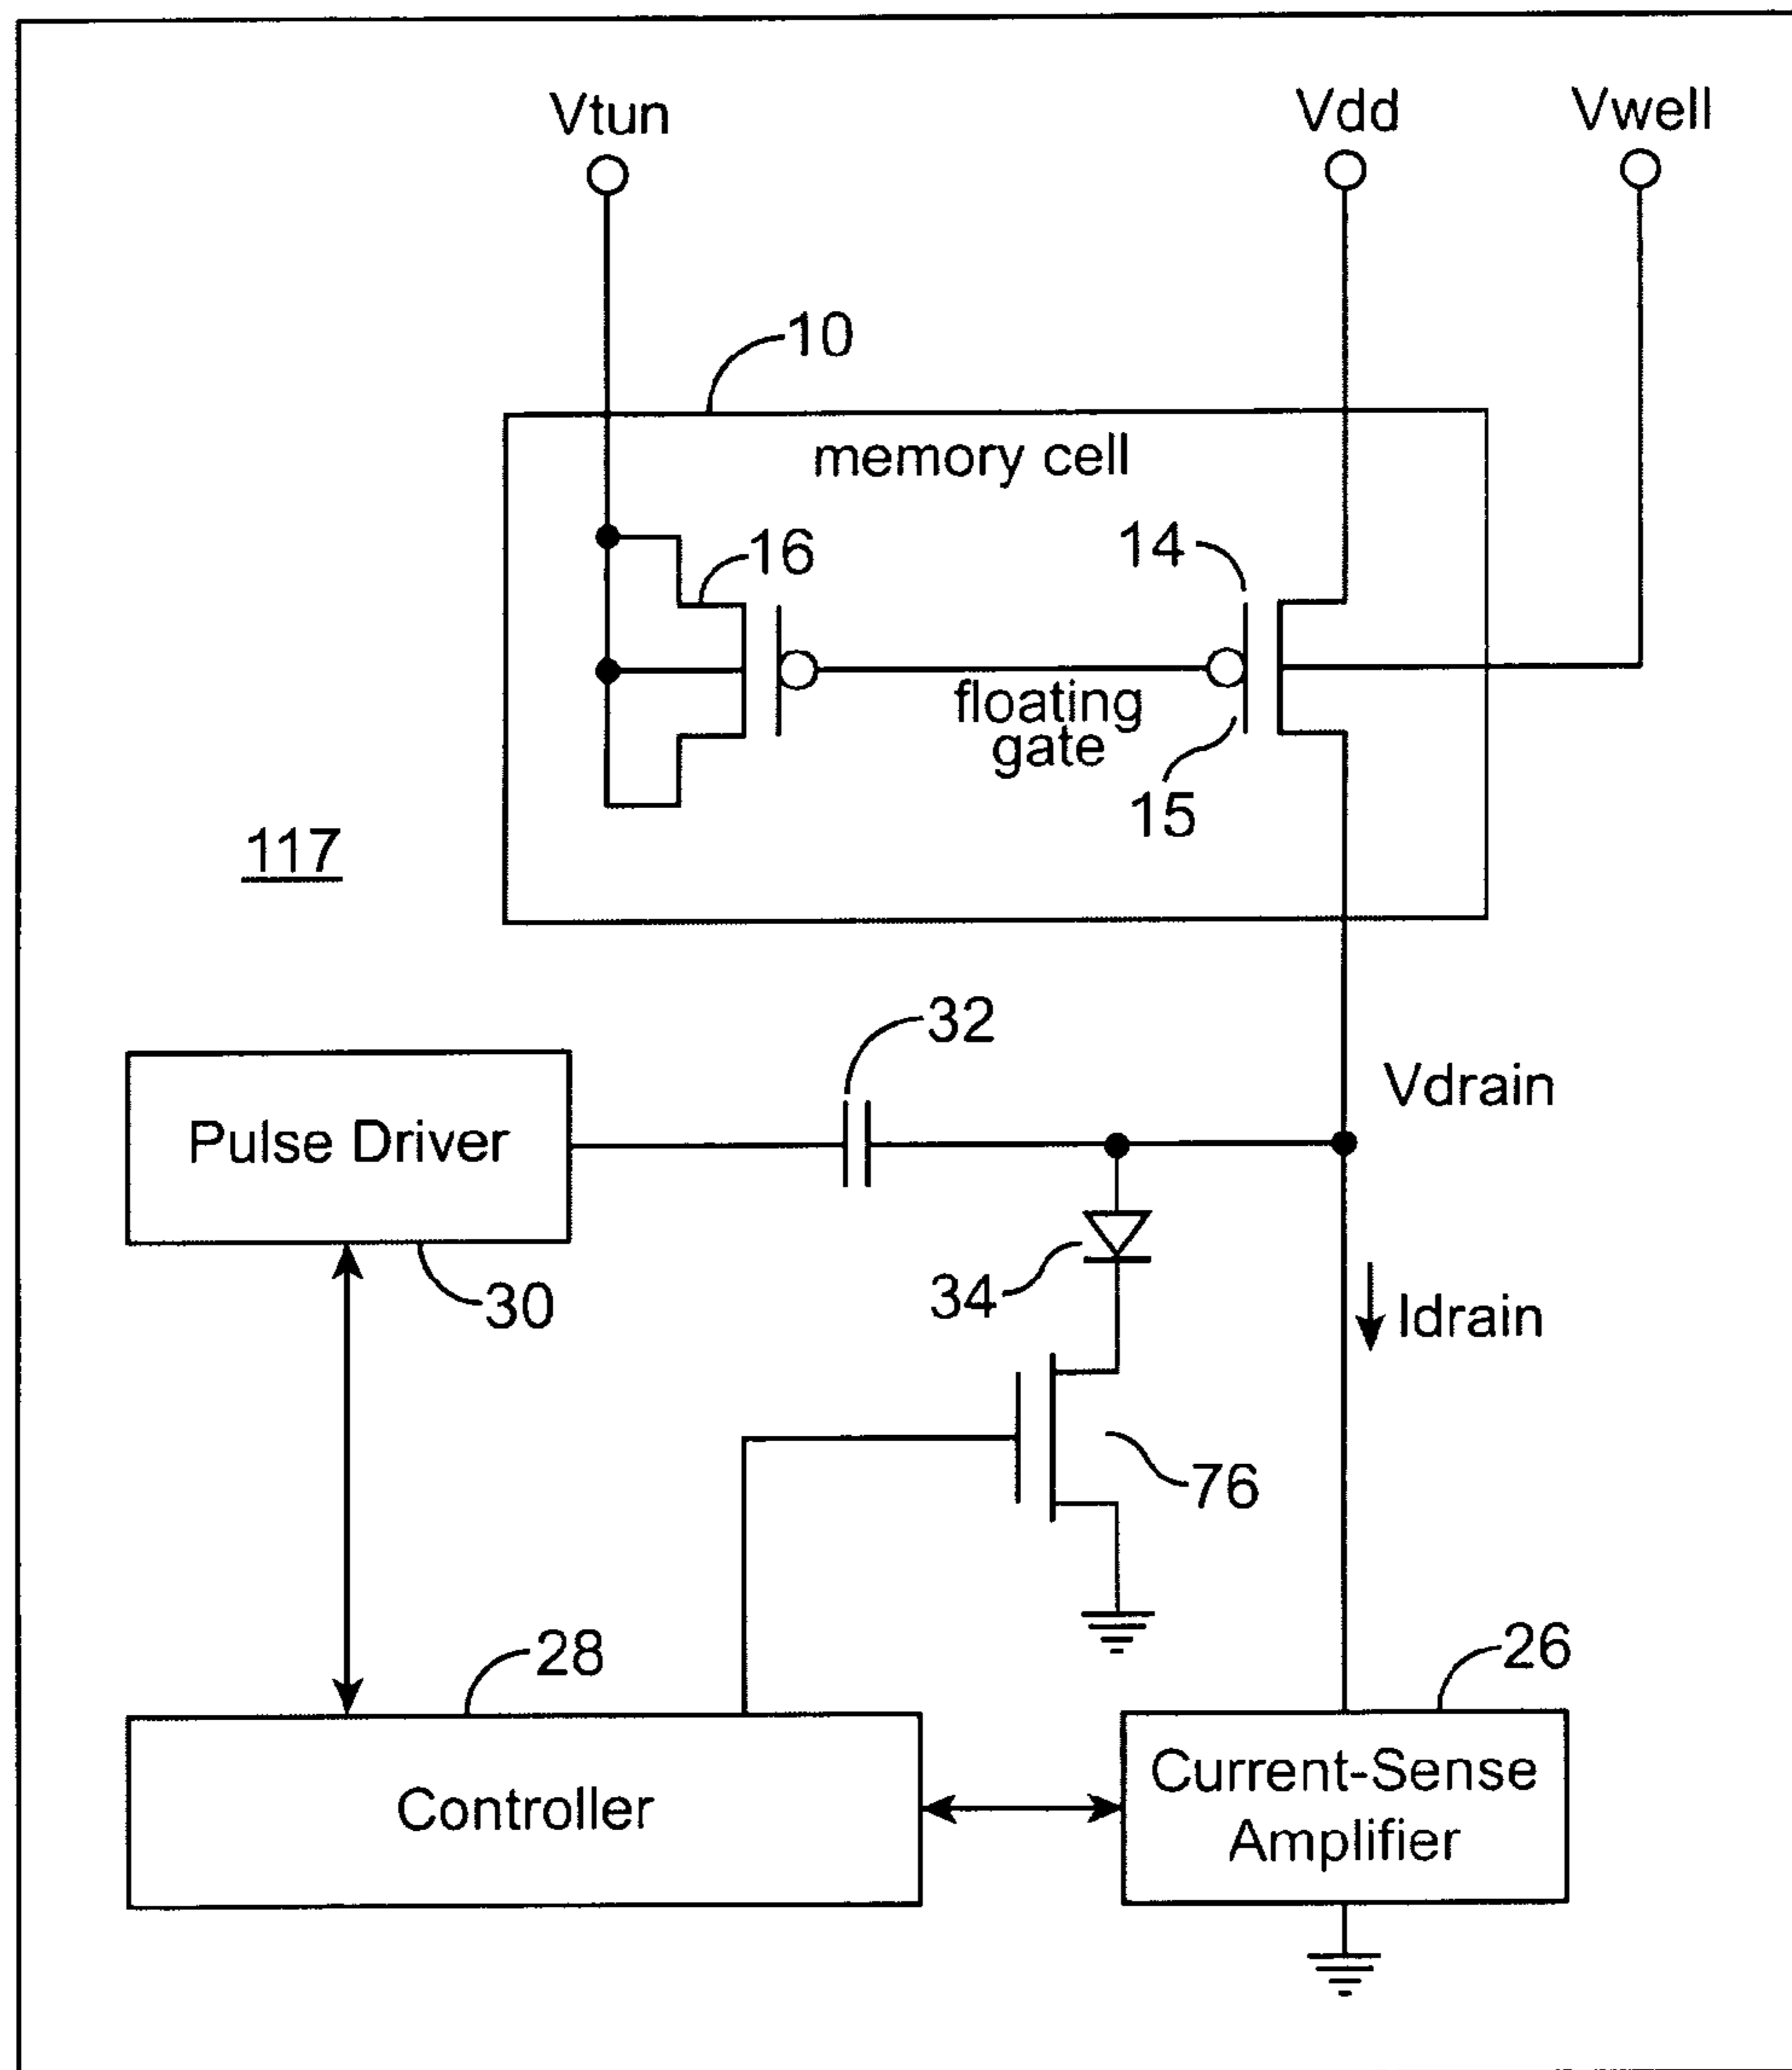 Vtun
Vdd
Vwell
10
memory cell
16
14
floating
gate
15
117
32
Vdrain
Pulse Driver
34
30
Idrain
76
28
26
Controller
Current-Sense
Amplifier